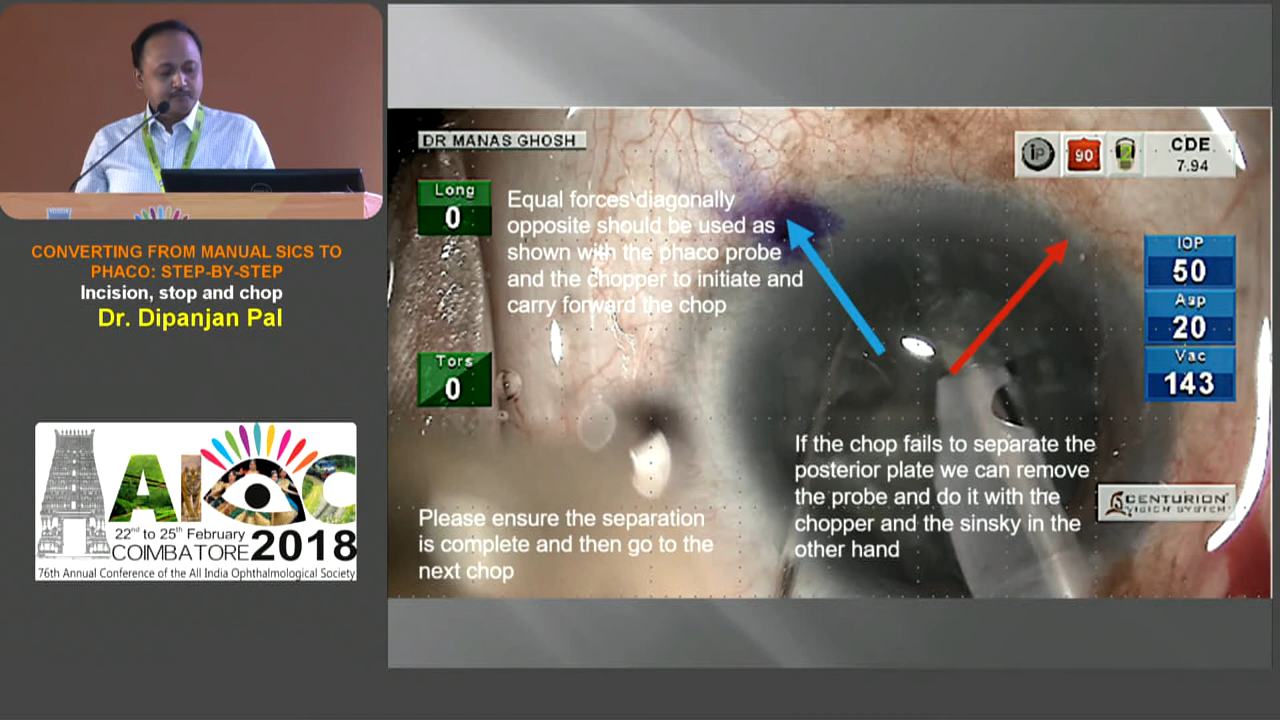 CONVERTING FROM MANUAL SICS TO
PHACO: STEP-BY-STEP
Incision, stop and chop
Dr. Dipanjan Pal
AIOC
22nd to 25th February
COIMBATORE 2018
76th Annual Conference of the All India Ophthalmological Society
DR MANAS GHOSH
Long
0
Equal forces diagonally
opposite should be used as
shown with the phaco probe
and the chopper to initiate and
carry forward the chop
iP
90
2
CDE
7.94
IOP
50
Asp
20
Vac
143
Tors
0
If the chop fails to separate the
posterior plate we can remove
the probe and do it with the
chopper and the sinsky in the
other hand
CENTURION
VISION SYSTEM
Please ensure the separation
is complete and then go to the
next chop